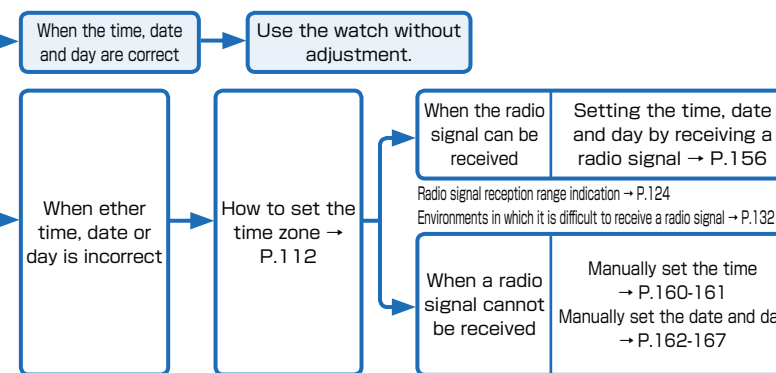 When the time, date
and day are correct
Use the watch without
adjustment.
When ether
time, date or
day is incorrect
How to set the
time zone →
P.112
When the radio
signal can be
received
Setting the time, date
and day by receiving a
radio signal → P.156
Radio signal reception range indication → P.124
Environments in which it is difficult to receive a radio signal → P.132
When a radio
signal cannot
be received
Manually set the time
→ P.160-161
Manually set the date and
→ P.162-167